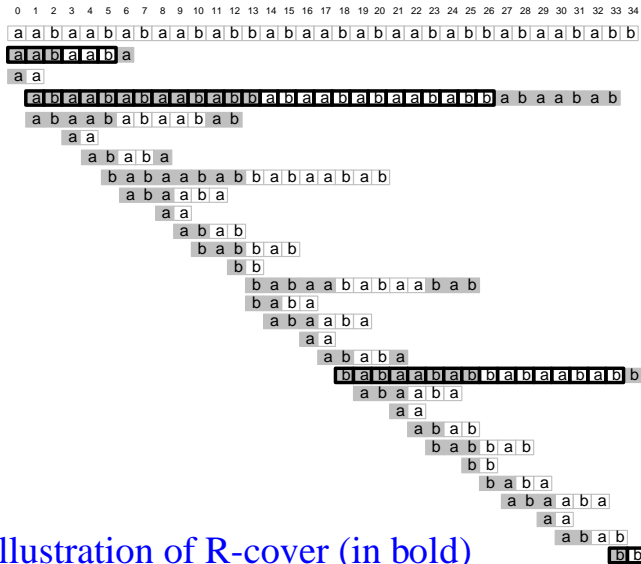 0 1 2 3 4 5 6 7 8 9 10 11 12 13 14 15 16 17 18 19 20 21 22 23 24 25 26 27 28 29 30 31 32 33 34
a a b a a b a b a a b a b b a b a a b a b a a b a b b a b a a b a b b
a a b a a b a
a a
a b a a b a b a a b a b b a b a a b a b a a b a b b a b a a b a b
a b a a b a b a a b a b
a a
a b a b a
b a b a a b a b b a b a a b a b
a b a a b a
a a
a b a b
b a b b a b
b b
b a b a a b a b a a b a b
b a b a
a b a a b a
a a
a b a b a
b a b a a b a b b a b a a b a b b
a b a a b a
a a
a b a b
b a b b a b
b b
b a b a
a b a a b a
a a
a b a b
b b
llustration of R-cover (in bold)